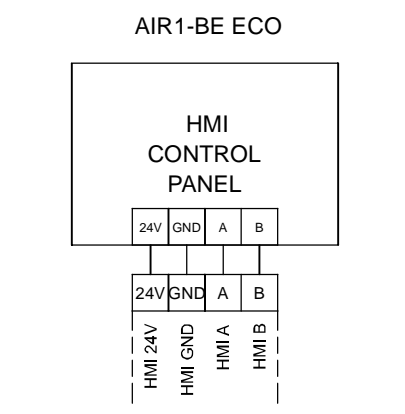 AIR1-BE ECO
HMI
CONTROL
PANEL
24V GND A B
24V GND A B
HMI 24V
HMI GND
HMI A
HMI B